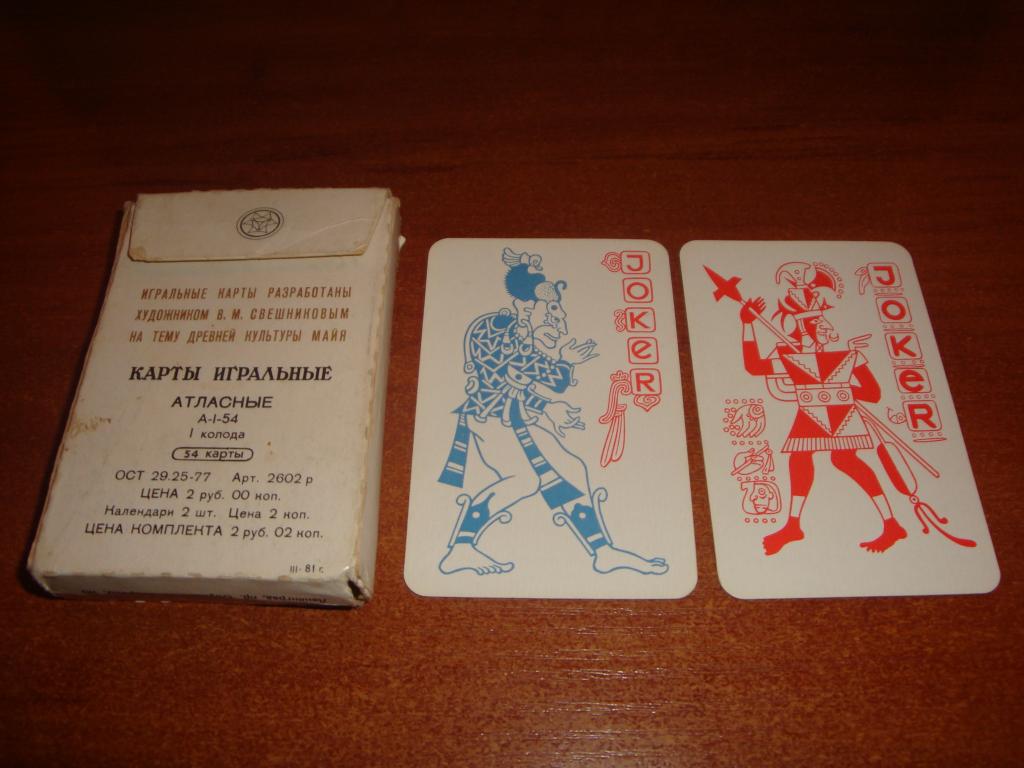 ИГРАЛЬНЫЕ КАРТЫ РАЗРАБОТАНЫ
ХУДОЖНИКОМ В. М. СВЕШНИКОВЫМ
НА ТЕМУ ДРЕВНЕЙ КУЛЬТУРЫ МАЙЯ
КАРТЫ ИГРАЛЬНЫЕ
АТЛАСНЫЕ
А-I-54
I колода
54 карты
ОСТ 29.25-77 Арт. 2602 р
ЦЕНА 2 руб. 00 коп.
Календари 2 шт. Цена 2 коп.
ЦЕНА КОМПЛЕКТА 2 руб. 02 коп.
III-81 г.
Ленинград, пр.
JOKER
JOKER